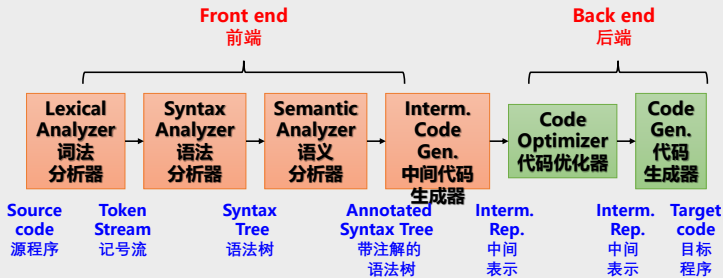 Front end
前端
Back end
后端
Lexical
Analyzer
词法
分析器
Syntax
Analyzer
语法
分析器
Semantic
Analyzer
语义
分析器
Interm.
Code
Gen.
中间代码
生成器
Code
Optimizer
代码优化器
Code
Gen.
代码
生成器
Source
code
源程序
Token
Stream
记号流
Syntax
Tree
语法树
Annotated
Syntax Tree
带注解的
语法树
Interm.
Rep.
中间
表示
Interm.
Rep.
中间
表示
Target
code
目标
程序